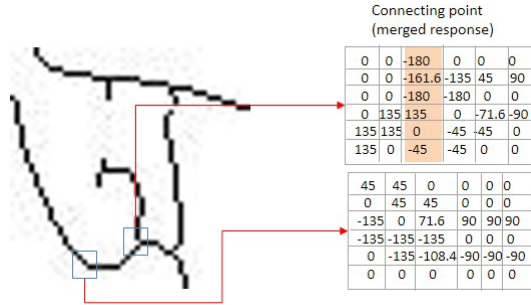 Connecting point
(merged response)
0 0 -180 0 0 0
0 0 -161.6 -135 45 90
0 0 -180 -180 0 0
0 135 135 0 -71.6 -90
135 135 0 -45 -45 0
135 0 -45 -45 0 0
45 45 0 0 0 0
0 45 45 0 0 0
-135 0 71.6 90 90 90
-135 -135 -135 0 0 0
0 -135 -108.4 -90 -90 -90
0 0 0 0 0 0